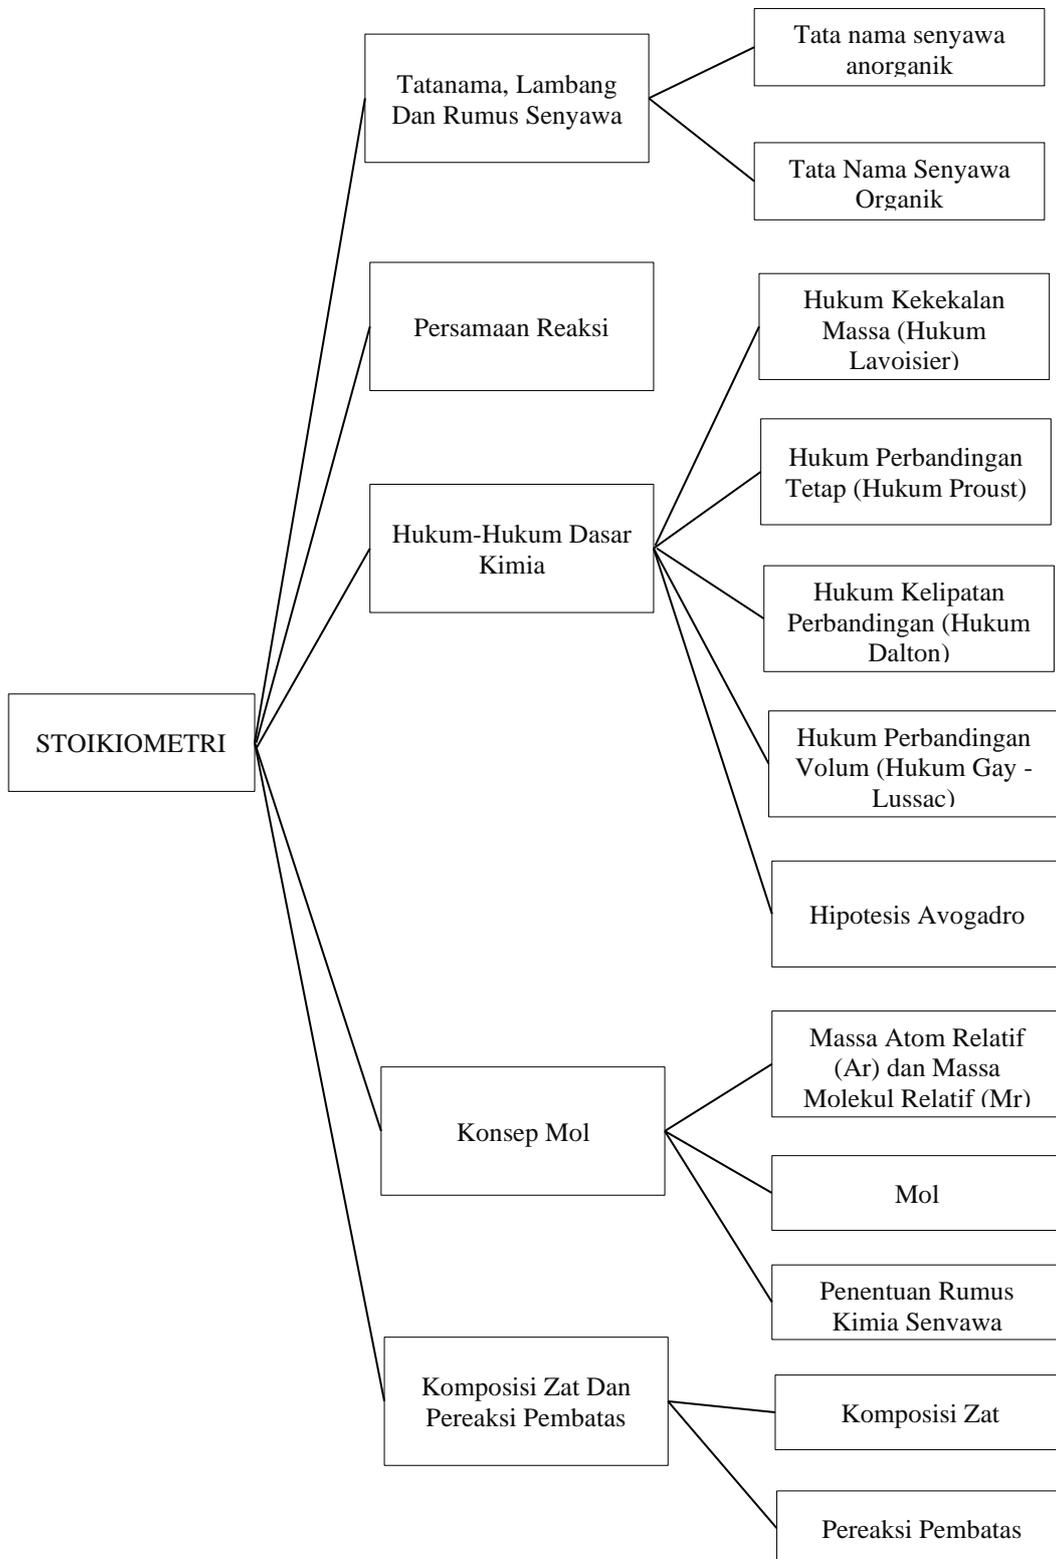 Tata nama senyawa
anorganik
Tatanama, Lambang
Dan Rumus Senyawa
Tata Nama Senyawa
Organik
Persamaan Reaksi
Hukum Kekekalan
Massa (Hukum
Lavoisier)
Hukum Perbandingan
Tetap (Hukum Proust)
Hukum-Hukum Dasar
Kimia
Hukum Kelipatan
Perbandingan (Hukum
Dalton)
STOIKIOMETRI
Hukum Perbandingan
Volum (Hukum Gay -
Lussac)
Hipotesis Avogadro
Massa Atom Relatif
(Ar) dan Massa
Molekul Relatif (Mr)
Konsep Mol
Mol
Penentuan Rumus
Kimia Senyawa
Komposisi Zat Dan
Pereaksi Pembatas
Komposisi Zat
Pereaksi Pembatas